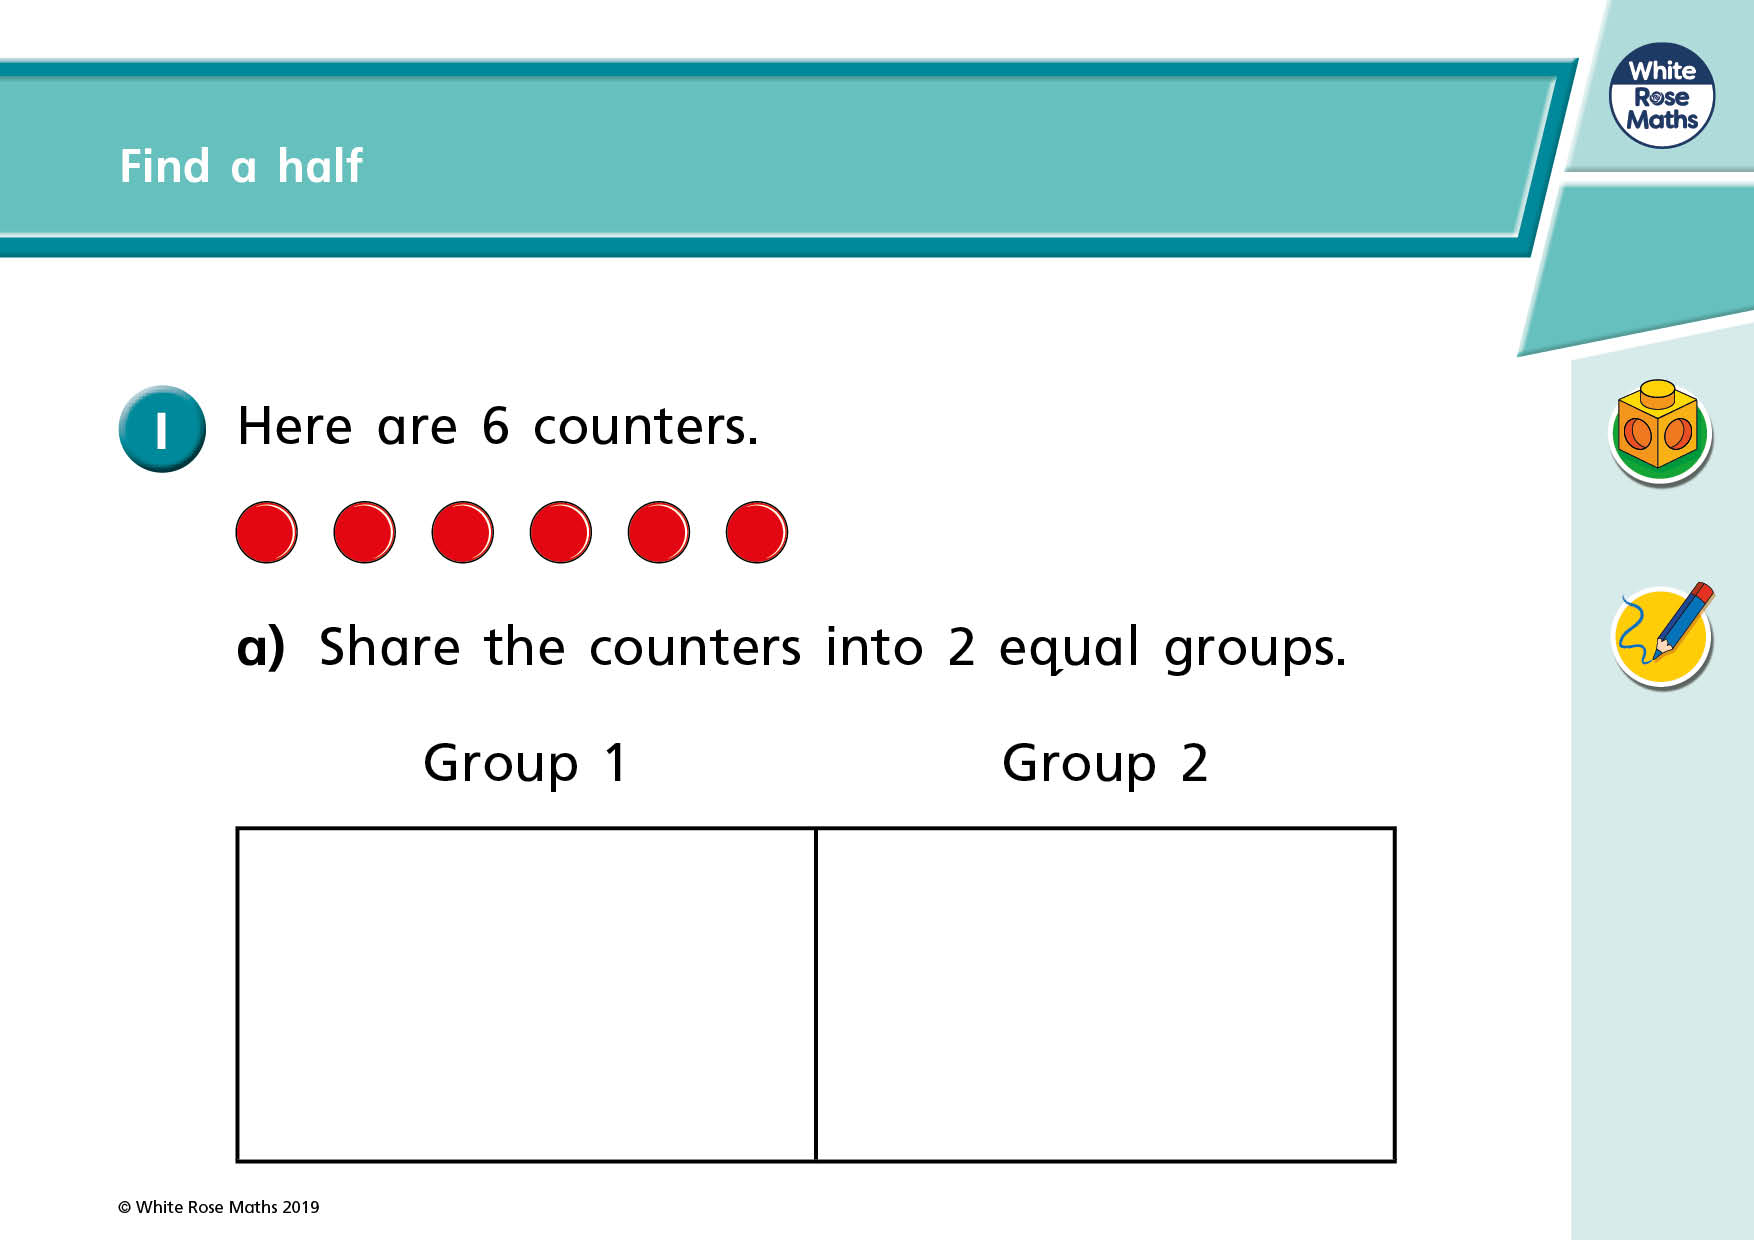 White
Rose
Maths
Find a half
1 Here are 6 counters.
a) Share the counters into 2 equal groups.
Group 1 Group 2
© White Rose Maths 2019